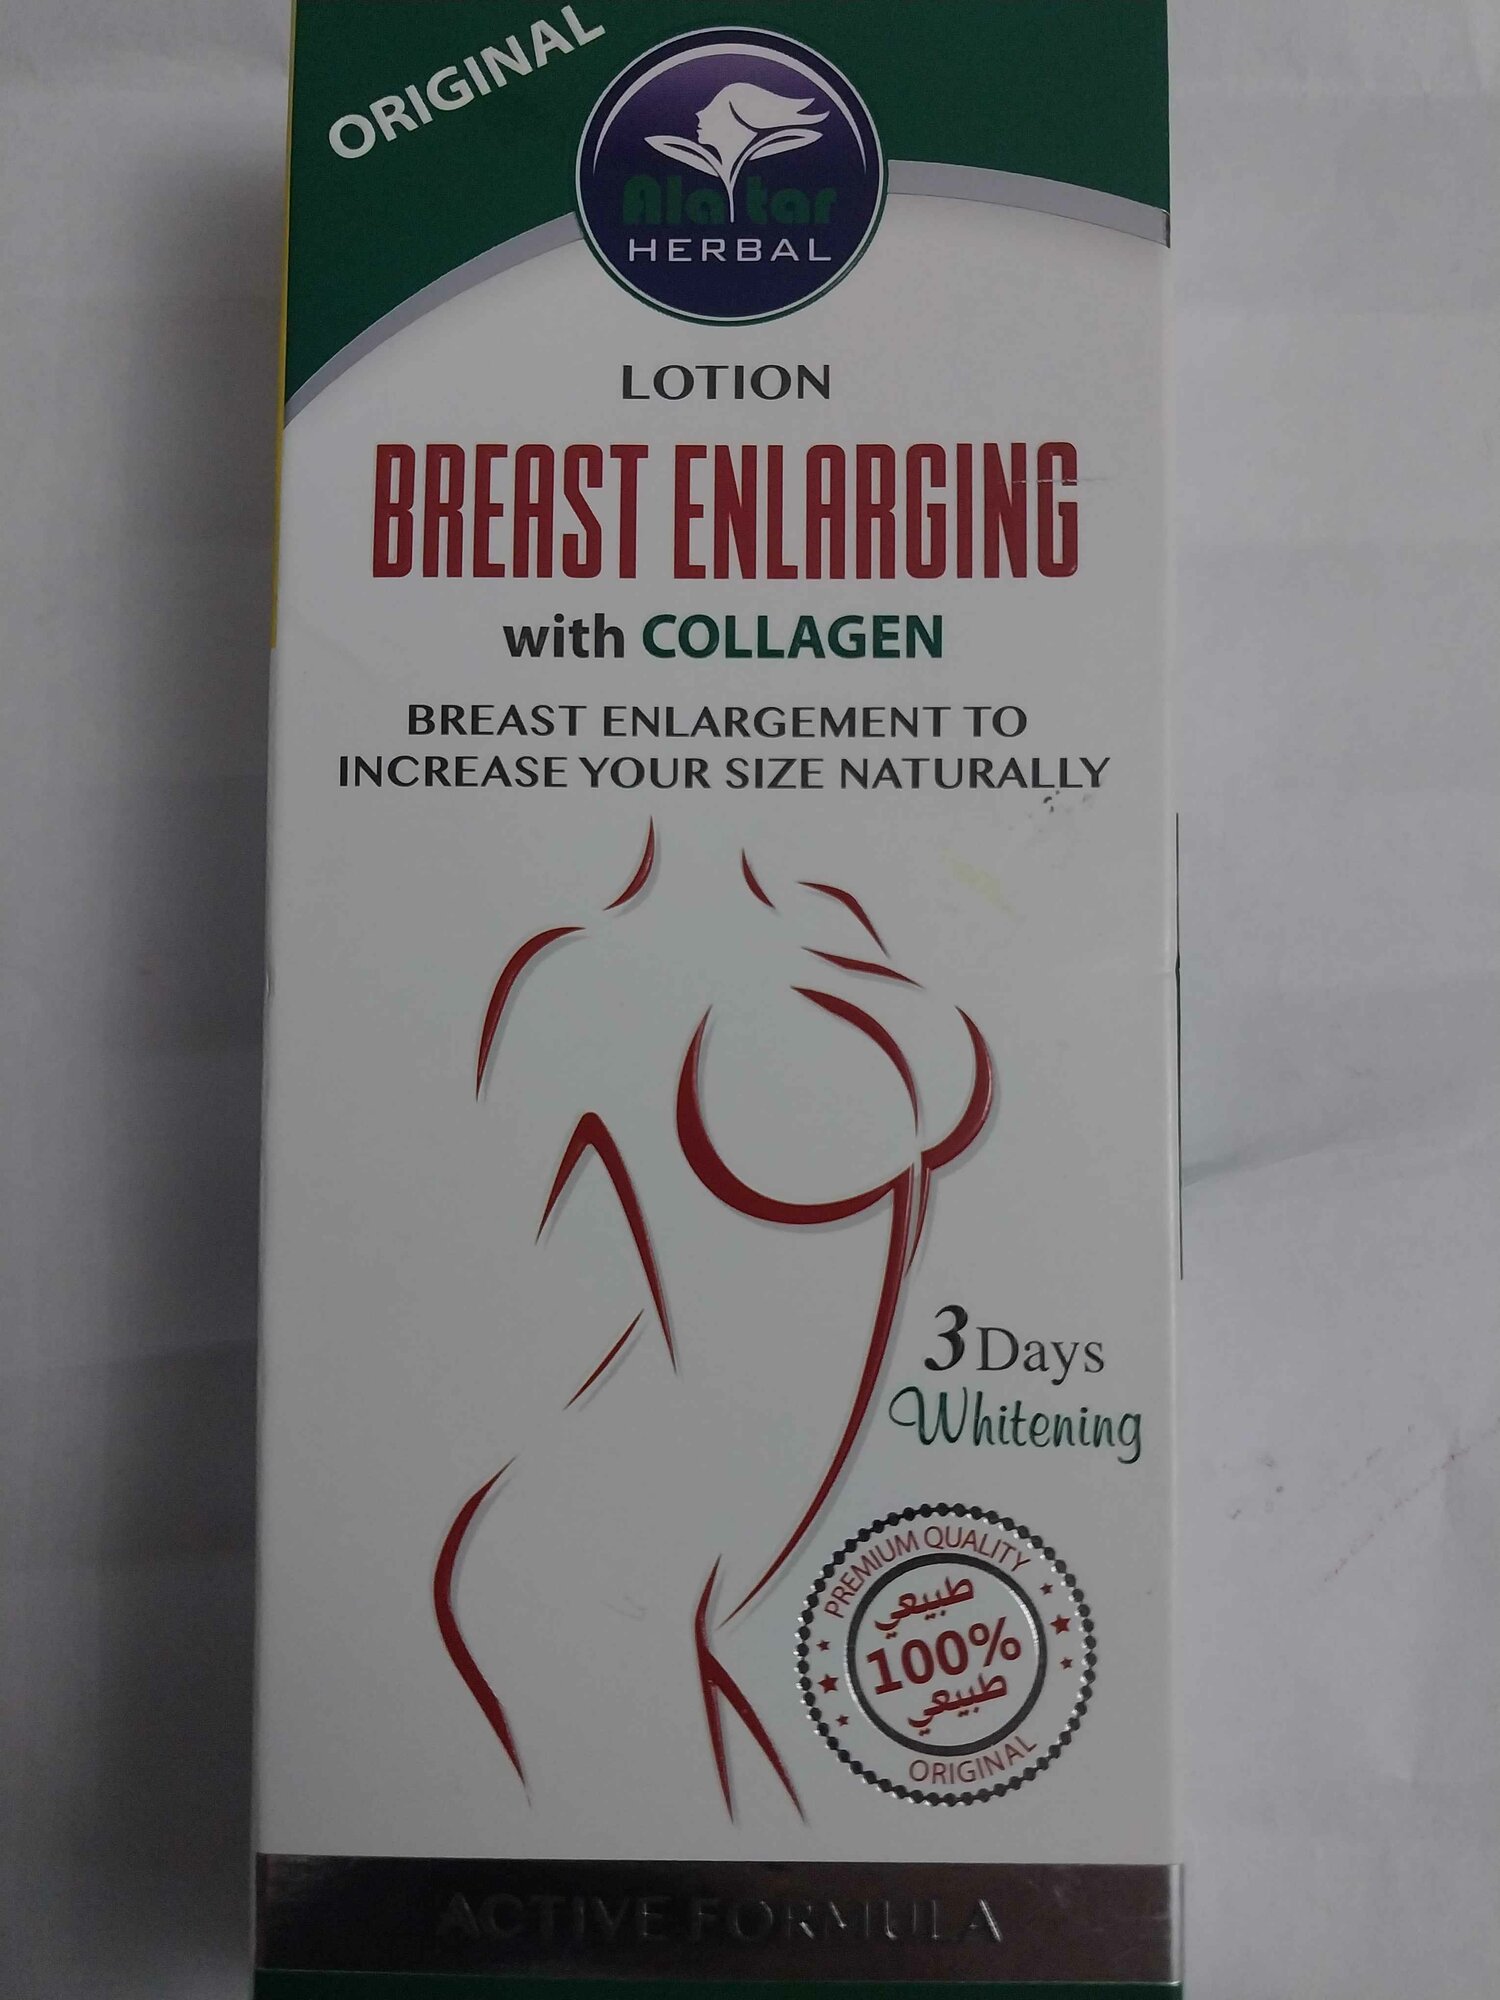 ORIGINAL
Alattar
HERBAL
LOTION
BREAST ENLARGING
with COLLAGEN
BREAST ENLARGEMENT TO
INCREASE YOUR SIZE NATURALLY
3 Days
Whitening
PREMIUM QUALITY
طبيعي
100%
طبيعي
ORIGINAL
ACTIVE FORMULA